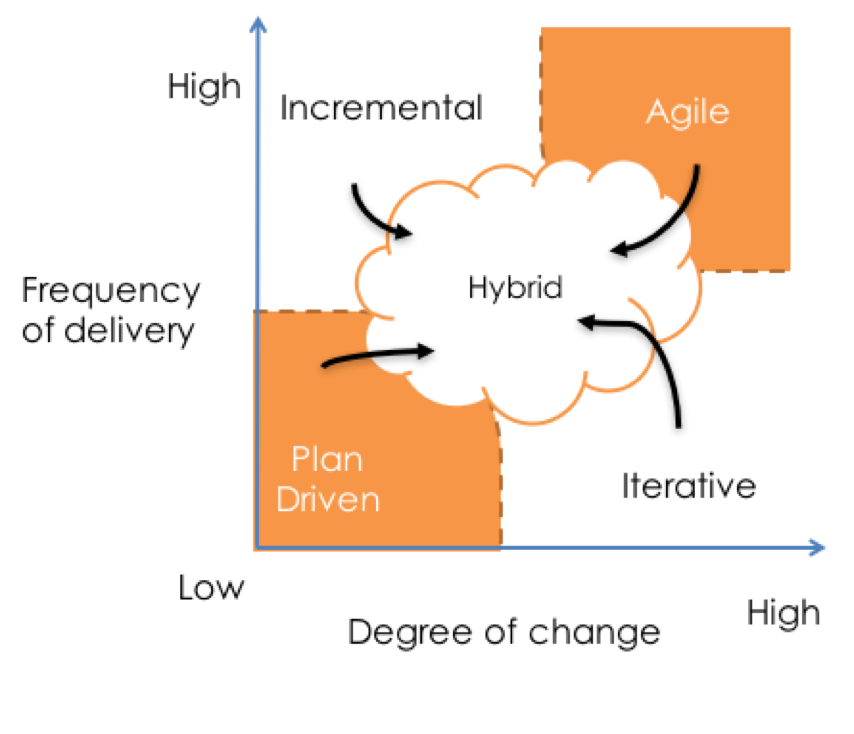 High
Incremental
Agile
Hybrid
Frequency
of delivery
Plan
Driven
Iterative
Low
High
Degree of change